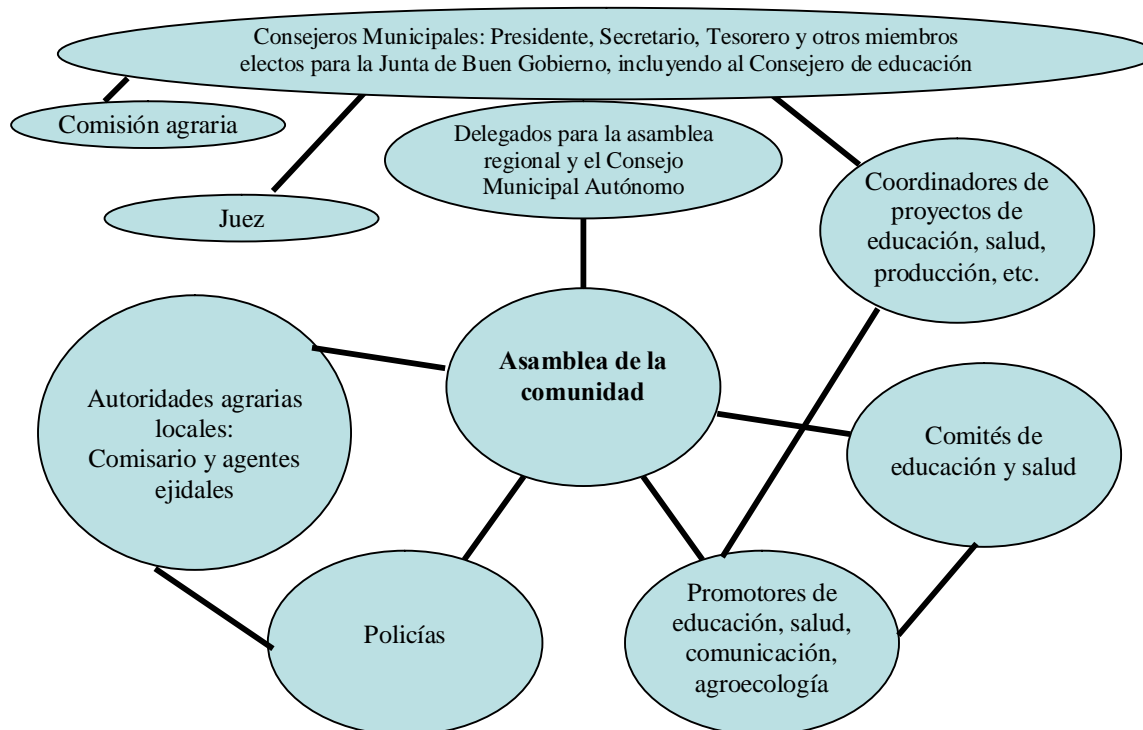 Consejeros Municipales: Presidente, Secretario, Tesorero y otros miembros
electos para la Junta de Buen Gobierno, incluyendo al Consejero de educación
Comisión agraria
Delegados para la asamblea
regional y el Consejo
Municipal Autónomo
Juez
Coordinadores de
proyectos de
educación, salud,
producción, etc.
Asamblea de la
comunidad
Autoridades agrarias
locales:
Comisario y agentes
ejidales
Comités de
educación y salud
Policías
Promotores de
educación, salud,
comunicación,
agroecología